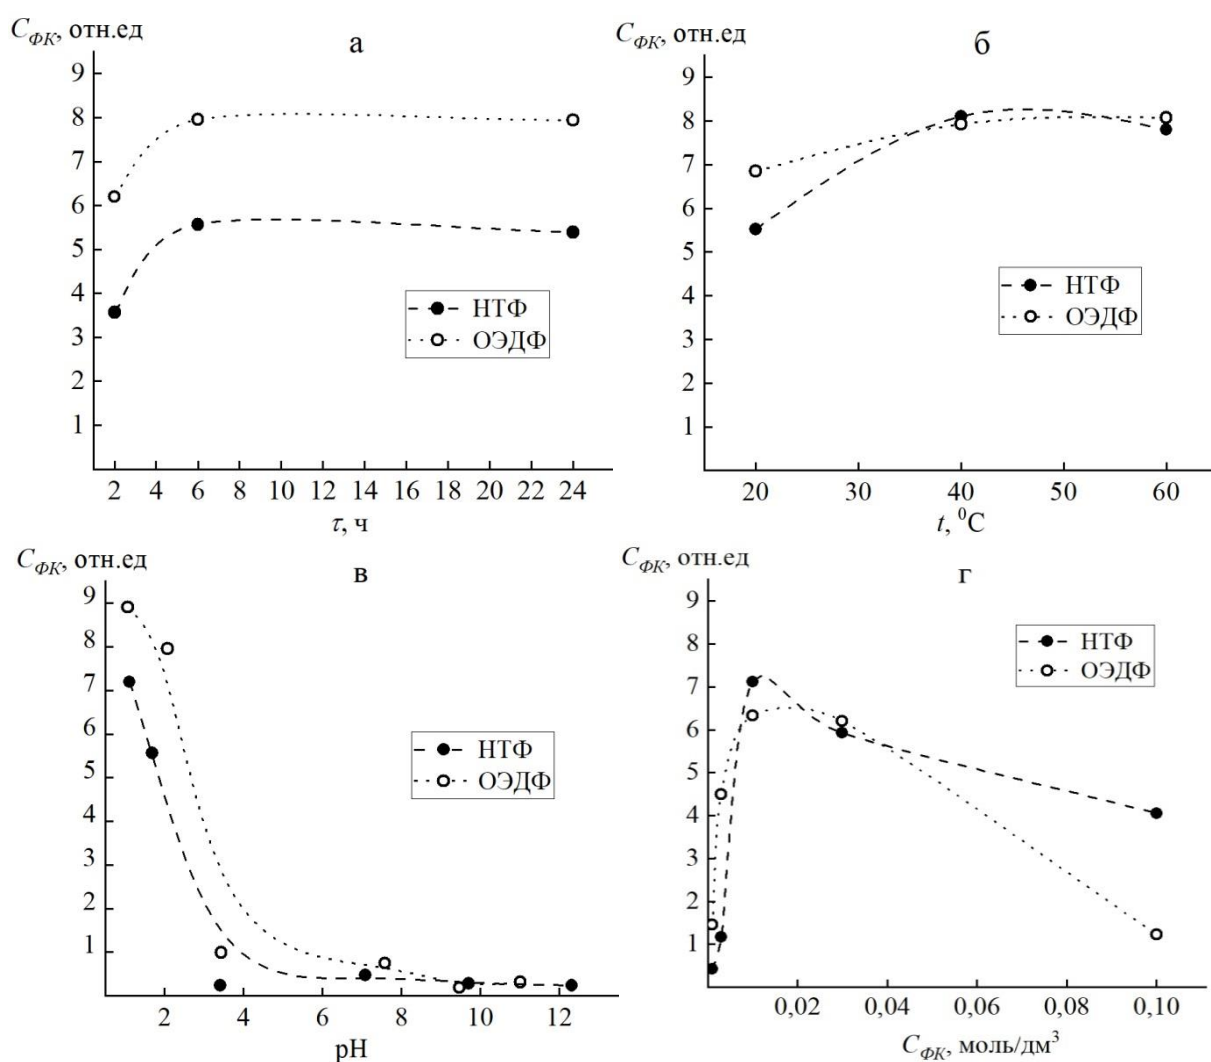 C_ФК, отн.ед
а
9
8
7
6
5
4
3
2
1
2 4 6 8 10 12 14 16 18 20 22 24
τ, ч
НТФ
ОЭДФ
C_ФК, отн.ед
б
9
8
7
6
5
4
3
2
1
20 30 40 50 60
t, ⁰C
НТФ
ОЭДФ
C_ФК, отн.ед
в
9
8
7
6
5
4
3
2
1
2 4 6 8 10 12
pH
НТФ
ОЭДФ
C_ФК, отн.ед
г
9
8
7
6
5
4
3
2
1
0,02 0,04 0,06 0,08 0,10
C_ФК, моль/дм³
НТФ
ОЭДФ